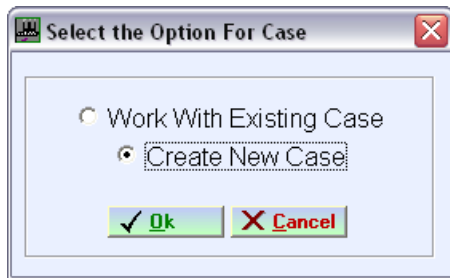 Select the Option For Case
Work With Existing Case
Create New Case
Ok
Cancel